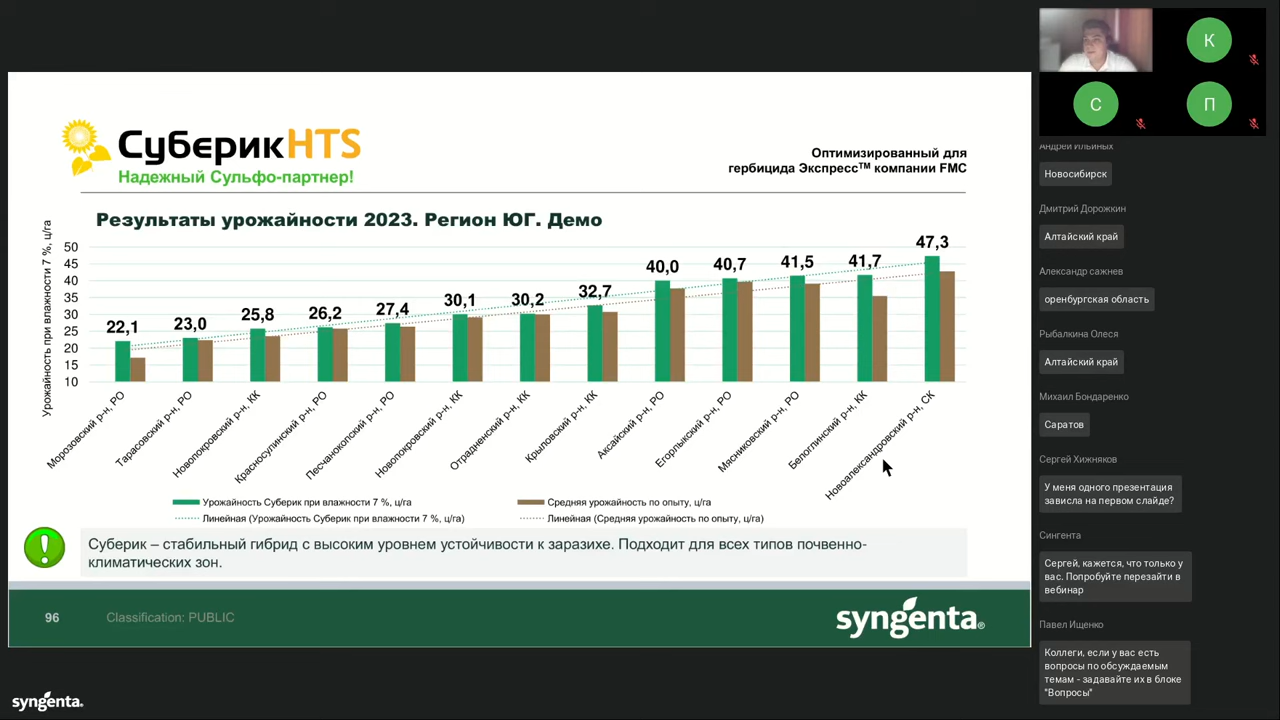 СуберикHTS
Надежный Сульфо-партнер!
Оптимизированный для
гербицида Экспресс™ компании FMC
Результаты урожайности 2023. Регион ЮГ. Демо
Урожайность при влажности 7 %, ц/га
50
45
40
35
30
25
20
15
10
22,1
23,0
25,8
26,2
27,4
30,1
30,2
32,7
40,0
40,7
41,5
41,7
47,3
Морозовский р-н, РО
Тарасовский р-н, РО
Новопокровский р-н, КК
Красносулинский р-н, РО
Песчанокопский р-н, РО
Новопокровский р-н, КК
Отрадненский р-н, КК
Крыловский р-н, КК
Аксайский р-н, РО
Егорлыкский р-н, РО
Мясниковский р-н, РО
Белоглинский р-н, КК
Новоалександровский р-н, СК
Урожайность Суберик при влажности 7 %, ц/га
Средняя урожайность по опыту, ц/га
Линейная (Урожайность Суберик при влажности 7 %, ц/га)
Линейная (Средняя урожайность по опыту, ц/га)
Суберик – стабильный гибрид с высоким уровнем устойчивости к заразихе. Подходит для всех типов почвенно-
климатических зон.
96
Classification: PUBLIC
syngenta®
syngenta.
К
С
П
Андрей Ильиных
Новосибирск
Дмитрий Дорожкин
Алтайский край
Александр сажнев
оренбургская область
Рыбалкина Олеся
Алтайский край
Михаил Бондаренко
Саратов
Сергей Хижняков
У меня одного презентация
зависла на первом слайде?
Сингента
Сергей, кажется, что только у
вас. Попробуйте перезайти в
вебинар
Павел Ищенко
Коллеги, если у вас есть
вопросы по обсуждаемым
темам - задавайте их в блоке
"Вопросы"